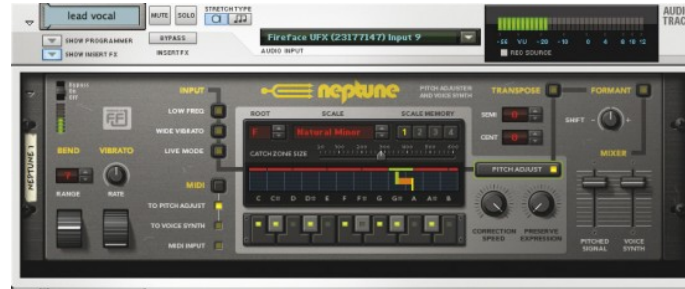 lead vocal
MUTE
SOLO
STRETCH TYPE
AUDI
TRAC
SHOW PROGRAMMER
BYPASS
SHOW INSERT FX
INSERT FX
Fireface UFX (23177147) Input 9
AUDIO INPUT
VU
REC SOURCE
INPUT
neptune
PITCH ADJUSTER
AND VOICE SYNTH
TRANSPOSE
FORMANT
LOW FREQ
WIDE VIBRATO
LIVE MODE
ROOT
SCALE
SCALE MEMORY
F
Natural Minor
1 2 3 4
CATCH ZONE SIZE
SEMI
0
CENT
0
SHIFT
NEPTUNE 1
BEND
VIBRATO
7
RANGE
RATE
MIDI
TO PITCH ADJUST
TO VOICE SYNTH
MIDI INPUT
C C# D D# E F F# G G# A A# B
PITCH ADJUST
CORRECTION
SPEED
PRESERVE
EXPRESSION
MIXER
PITCHED
SIGNAL
VOICE
SYNTH